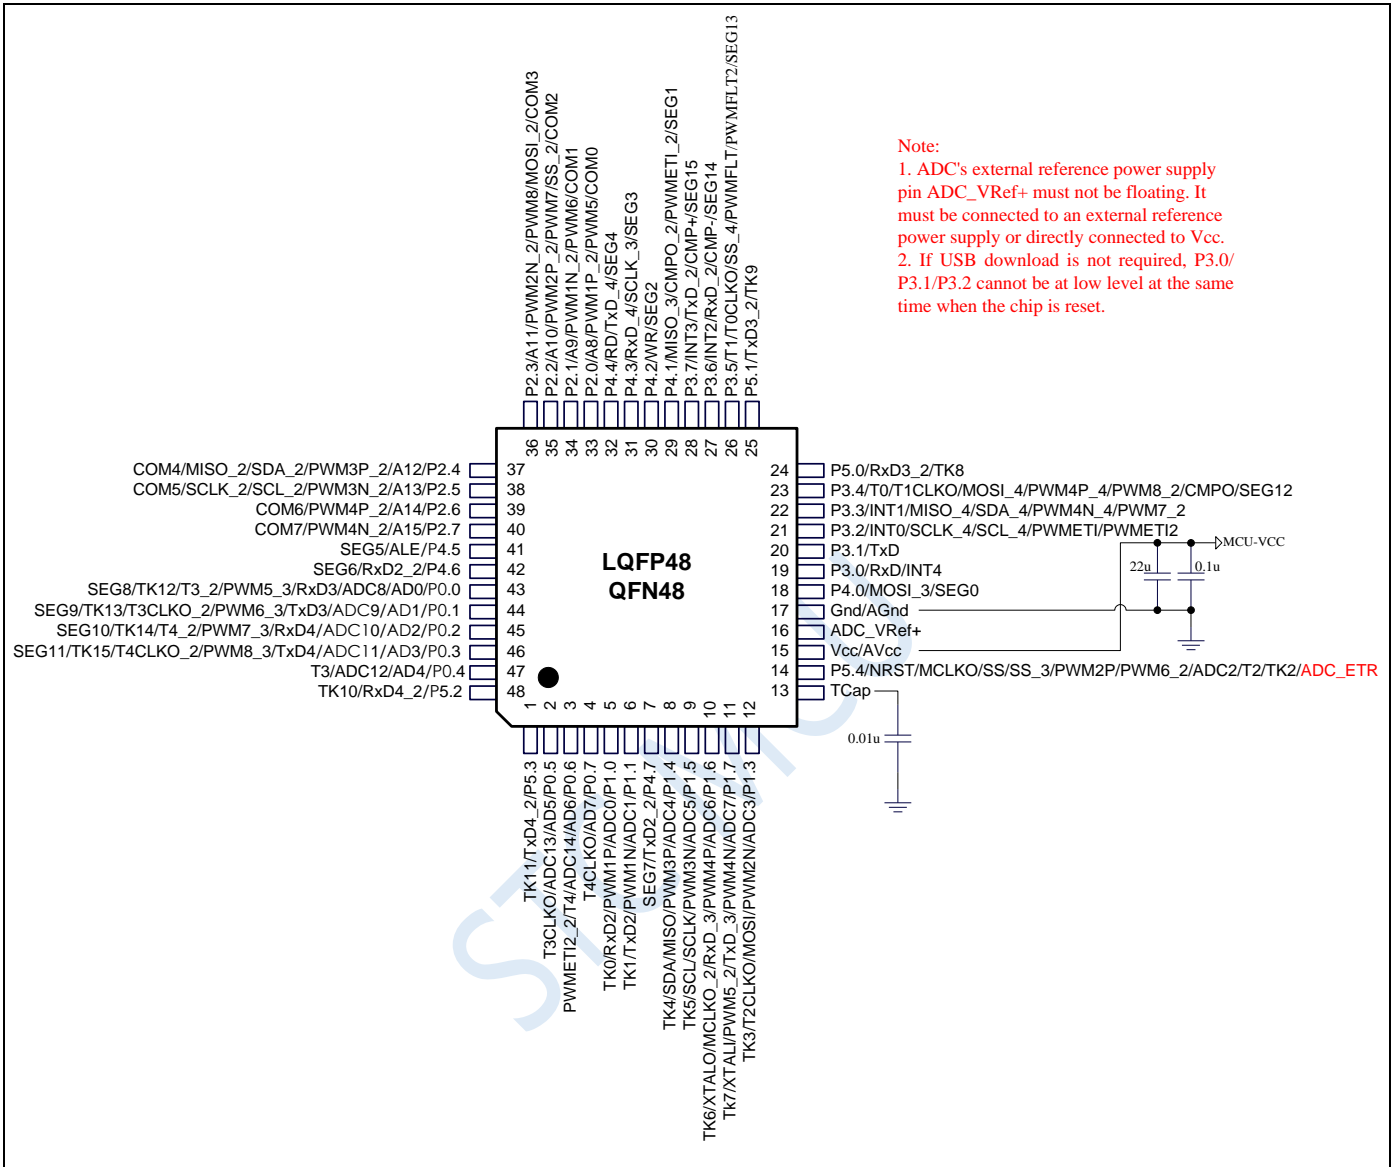 P2.3/A11/PWM2N_2/PWM8/MOSI_2/COM3
P2.2/A10/PWM2P_2/PWM7/SS_2/COM2
P2.1/A9/PWM1N_2/PWM6/COM1
P2.0/A8/PWM1P_2/PWM5/COM0
P4.4/RD/TxD_4/SEG4
P4.3/RxD_4/SCLK_3/SEG3
P4.2/WR/SEG2
P4.1/MISO_3/CMPO_2/PWMETI_2/SEG1
P3.7/INT3/TxD_2/CMP+/SEG15
P3.6/INT2/RxD_2/CMP-/SEG14
P3.5/T1/T0CLKO/SS_4/PWMFLT/PWMFLT2/SEG13
P5.1/TxD3_2/TK9
Note:
1. ADC's external reference power supply
pin ADC_VRef+ must not be floating. It
must be connected to an external reference
power supply or directly connected to Vcc.
2. If USB download is not required, P3.0/
P3.1/P3.2 cannot be at low level at the same
time when the chip is reset.
36 35 34 33 32 31 30 29 28 27 26 25
COM4/MISO_2/SDA_2/PWM3P_2/A12/P2.4 37
COM5/SCLK_2/SCL_2/PWM3N_2/A13/P2.5 38
COM6/PWM4P_2/A14/P2.6 39
COM7/PWM4N_2/A15/P2.7 40
SEG5/ALE/P4.5 41
SEG6/RxD2_2/P4.6 42
SEG8/TK12/T3_2/PWM5_3/RxD3/ADC8/AD0/P0.0 43
SEG9/TK13/T3CLKO_2/PWM6_3/TxD3/ADC9/AD1/P0.1 44
SEG10/TK14/T4_2/PWM7_3/RxD4/ADC10/AD2/P0.2 45
SEG11/TK15/T4CLKO_2/PWM8_3/TxD4/ADC11/AD3/P0.3 46
T3/ADC12/AD4/P0.4 47
TK10/RxD4_2/P5.2 48
LQFP48
QFN48
24 P5.0/RxD3_2/TK8
23 P3.4/T0/T1CLKO/MOSI_4/PWM4P_4/PWM8_2/CMPO/SEG12
22 P3.3/INT1/MISO_4/SDA_4/PWM4N_4/PWM7_2
21 P3.2/INT0/SCLK_4/SCL_4/PWMETI/PWMETI2
20 P3.1/TxD
19 P3.0/RxD/INT4
18 P4.0/MOSI_3/SEG0
17 Gnd/AGnd
16 ADC_VRef+
15 Vcc/AVcc
14 P5.4/NRST/MCLKO/SS/SS_3/PWM2P/PWM6_2/ADC2/T2/TK2/ADC_ETR
13 TCap
MCU-VCC
22u
0.1u
0.01u
1 2 3 4 5 6 7 8 9 10 11 12
TK11/TxD4_2/P5.3
T3CLKO/ADC13/AD5/P0.5
PWMETI2_2/T4/ADC14/AD6/P0.6
T4CLKO/AD7/P0.7
TK0/RxD2/PWM1P/ADC0/P1.0
TK1/TxD2/PWM1N/ADC1/P1.1
SEG7/TxD2_2/P4.7
TK4/SDA/MISO/PWM3P/ADC4/P1.4
TK5/SCL/SCLK/PWM3N/ADC5/P1.5
TK6/XTALO/MCLKO_2/RxD_3/PWM4P/ADC6/P1.6
Tk7/XTALI/PWM5_2/TxD_3/PWM4N/ADC7/P1.7
TK3/T2CLKO/MOSI/PWM2N/ADC3/P1.3
STCMCU